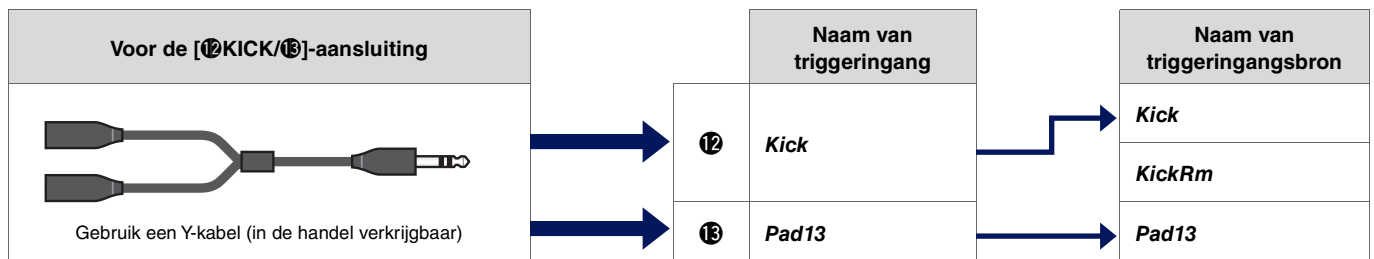 Voor de [⓬KICK/⓭]-aansluiting
Naam van
triggeringang
Naam van
triggeringangsbron
Gebruik een Y-kabel (in de handel verkrijgbaar)
⓬
Kick
Kick
KickRm
⓭
Pad13
Pad13